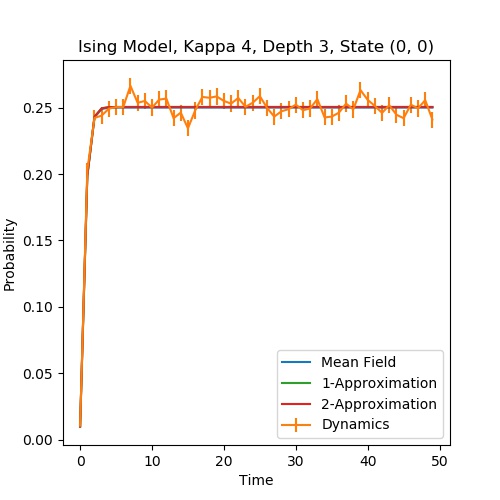 Ising Model, Kappa 4, Depth 3, State (0, 0)
0.25
0.20
0.15
0.10
0.05
0.00
Probability
0 10 20 30 40 50
Time
Mean Field
1-Approximation
2-Approximation
Dynamics